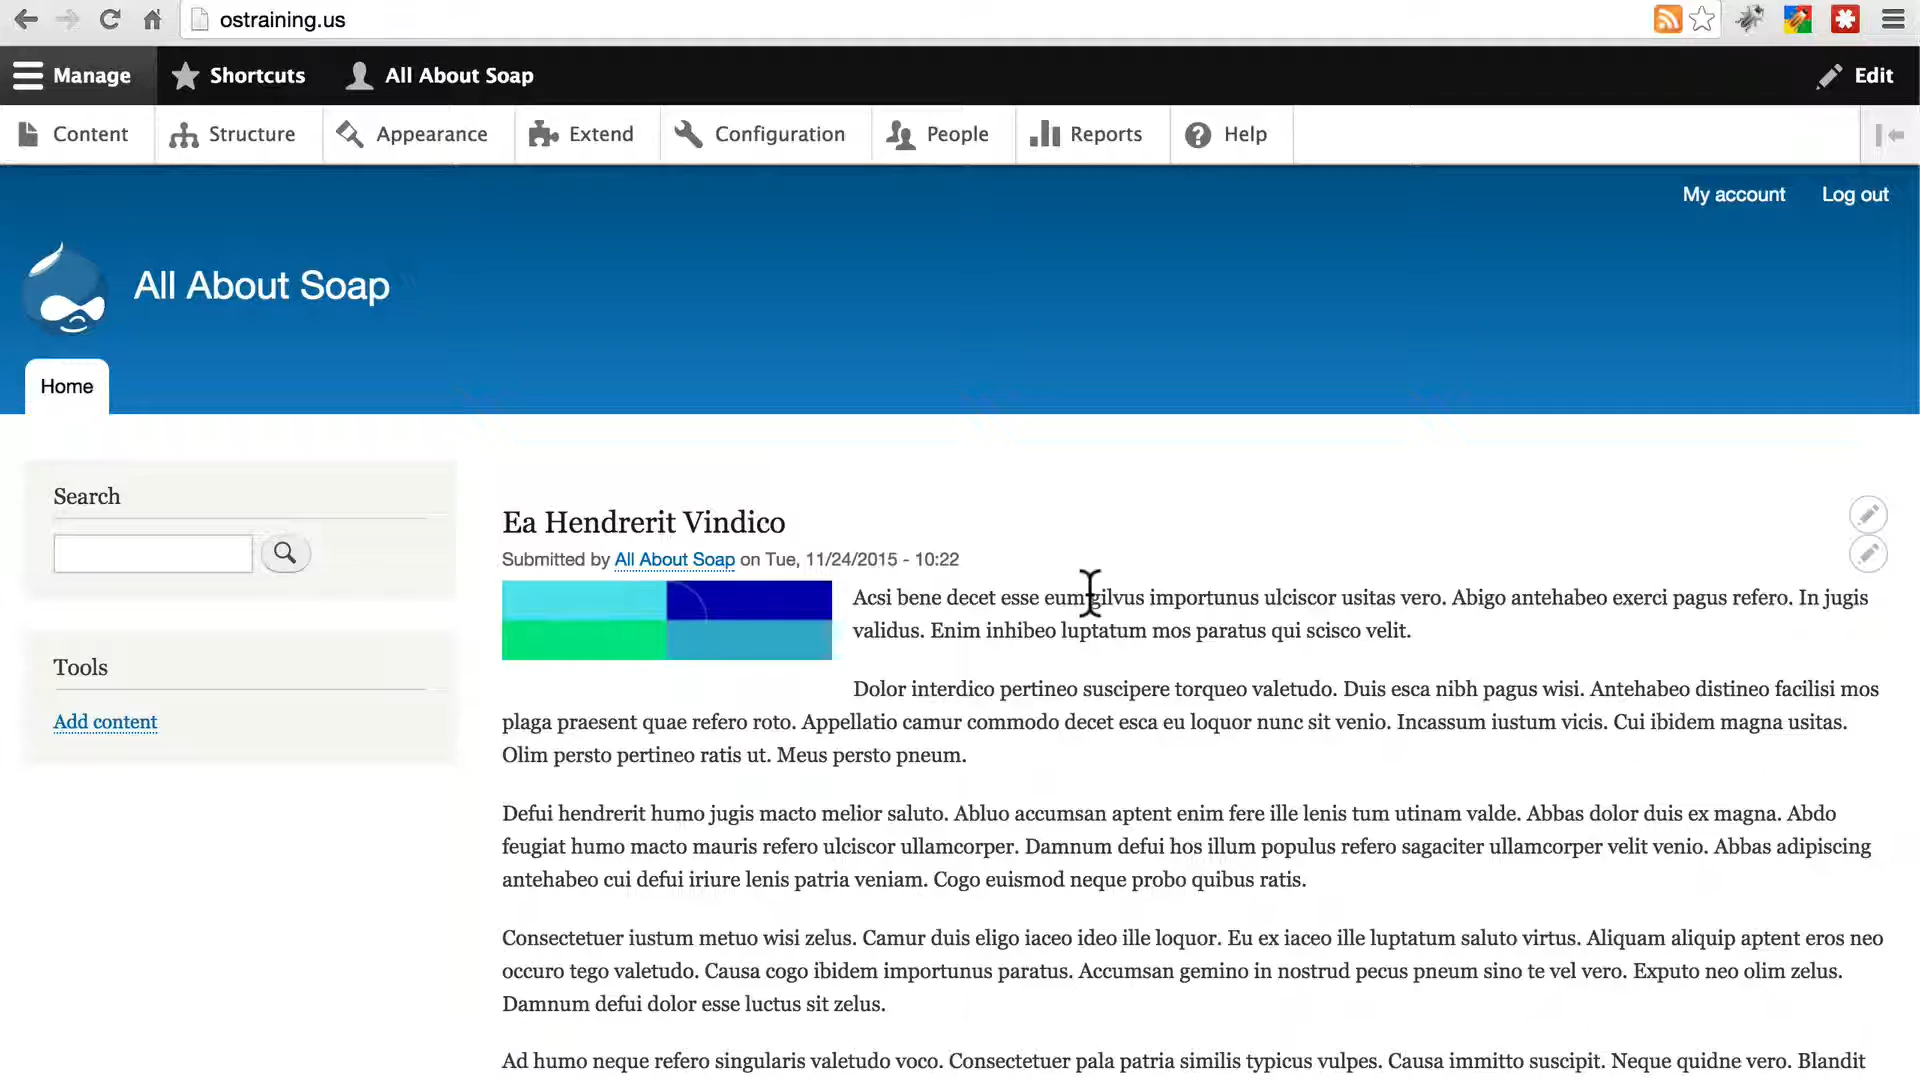 ostraining.us
Manage Shortcuts All About Soap Edit
Content Structure Appearance Extend Configuration People Reports Help
My account Log out
All About Soap
Home
Search
Tools
Add content
Ea Hendrerit Vindico
Submitted by All About Soap on Tue, 11/24/2015 - 10:22
Acsi bene decet esse eum gilvus importunus ulciscor usitas vero. Abigo antehabeo exerci pagus refero. In jugis
validus. Enim inhibeo luptatum mos paratus qui scisco velit.
Dolor interdico pertineo suscipere torqueo valetudo. Duis esca nibh pagus wisi. Antehabeo distineo facilisi mos
plaga praesent quae refero roto. Appellatio camur commodo decet esca eu loquor nunc sit venio. Incassum iustum vicis. Cui ibidem magna usitas.
Olim persto pertineo ratis ut. Meus persto pneum.
Defui hendrerit humo jugis macto melior saluto. Abluo accumsan aptent enim fere ille lenis tum utinam valde. Abbas dolor duis ex magna. Abdo
feugiat humo macto mauris refero ulciscor ullamcorper. Damnum defui hos illum populus refero sagaciter ullamcorper velit venio. Abbas adipiscing
antehabeo cui defui iriure lenis patria veniam. Cogo euismod neque probo quibus ratis.
Consectetuer iustum metuo wisi zelus. Camur duis eligo iaceo ideo ille loquor. Eu ex iaceo ille luptatum saluto virtus. Aliquam aliquip aptent eros neo
occuro tego valetudo. Causa cogo ibidem importunus paratus. Accumsan gemino in nostrud pecus pneum sino te vel vero. Exputo neo olim zelus.
Damnum defui dolor esse luctus sit zelus.
Ad humo neque refero singularis valetudo voco. Consectetuer pala patria similis typicus vulpes. Causa immitto suscipit. Neque quidne vero. Blandit